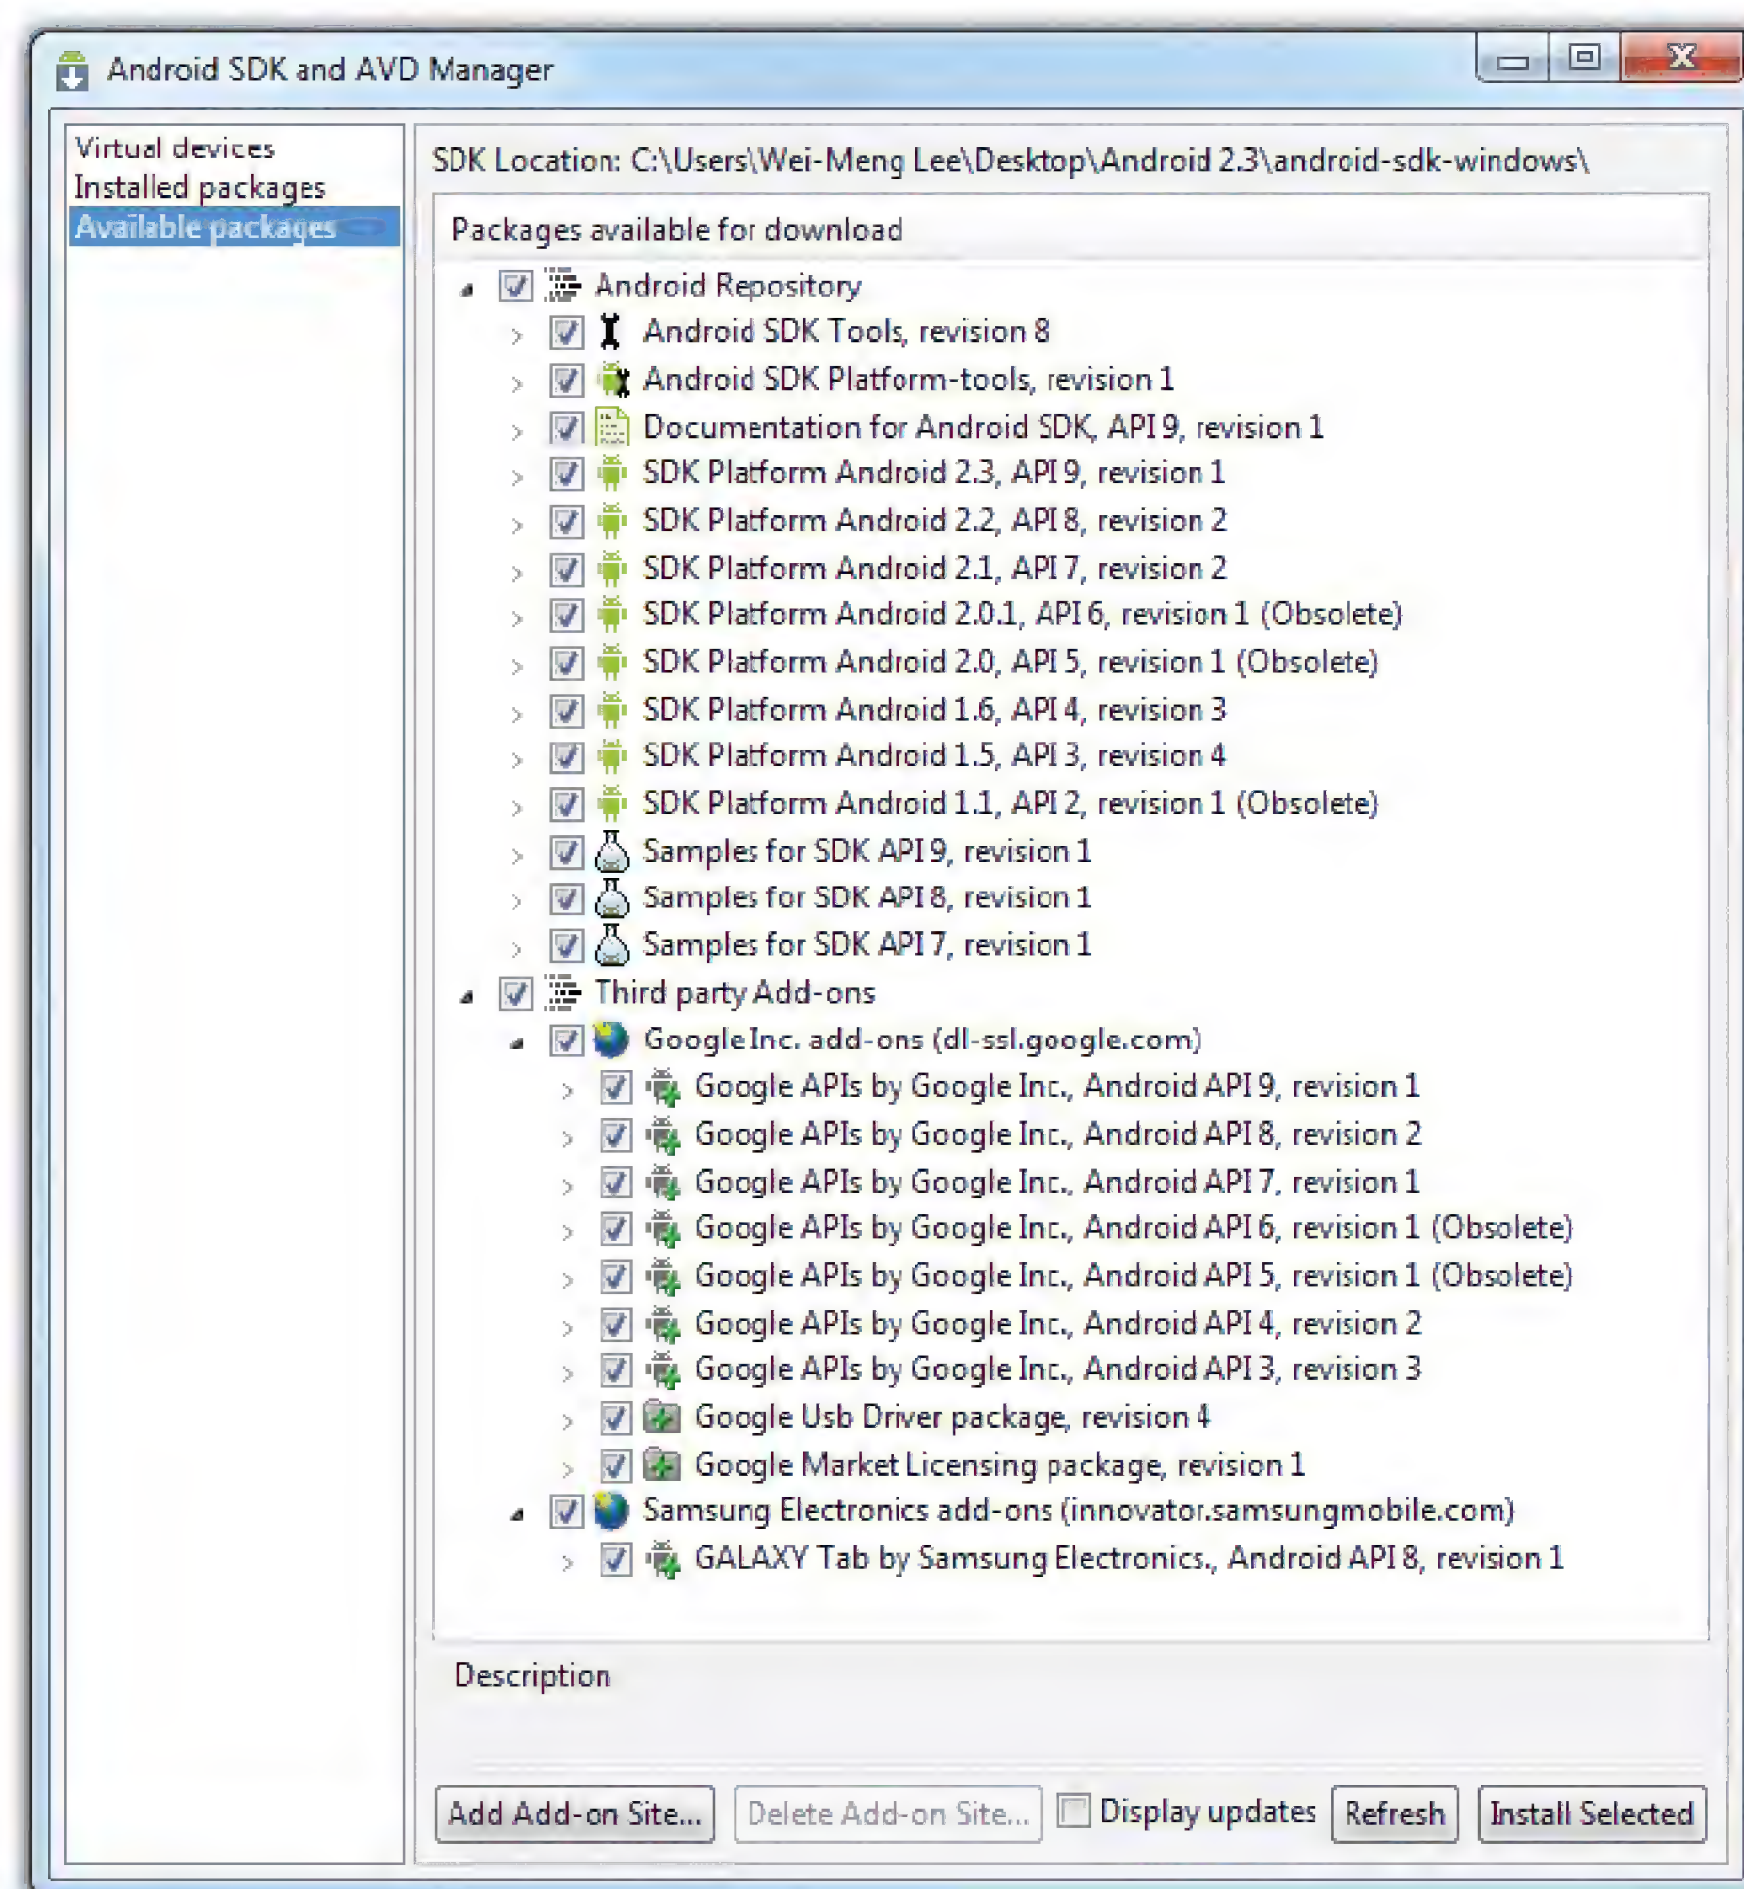 Android SDK and AVD Manager
Virtual devices
Installed packages
Available packages
SDK Location: C:\Users\Wei-Meng Lee\Desktop\Android 2.3\android-sdk-windows\
Packages available for download
Android Repository
Android SDK Tools, revision 8
Android SDK Platform-tools, revision 1
Documentation for Android SDK, API 9, revision 1
SDK Platform Android 2.3, API 9, revision 1
SDK Platform Android 2.2, API 8, revision 2
SDK Platform Android 2.1, API 7, revision 2
SDK Platform Android 2.0.1, API 6, revision 1 (Obsolete)
SDK Platform Android 2.0, API 5, revision 1 (Obsolete)
SDK Platform Android 1.6, API 4, revision 3
SDK Platform Android 1.5, API 3, revision 4
SDK Platform Android 1.1, API 2, revision 1 (Obsolete)
Samples for SDK API 9, revision 1
Samples for SDK API 8, revision 1
Samples for SDK API 7, revision 1
Third party Add-ons
Google Inc. add-ons (dl-ssl.google.com)
Google APIs by Google Inc., Android API 9, revision 1
Google APIs by Google Inc., Android API 8, revision 2
Google APIs by Google Inc., Android API 7, revision 1
Google APIs by Google Inc., Android API 6, revision 1 (Obsolete)
Google APIs by Google Inc., Android API 5, revision 1 (Obsolete)
Google APIs by Google Inc., Android API 4, revision 2
Google APIs by Google Inc., Android API 3, revision 3
Google Usb Driver package, revision 4
Google Market Licensing package, revision 1
Samsung Electronics add-ons (innovator.samsungmobile.com)
GALAXY Tab by Samsung Electronics., Android API 8, revision 1
Description
Add Add-on Site... Delete Add-on Site... Display updates Refresh Install Selected